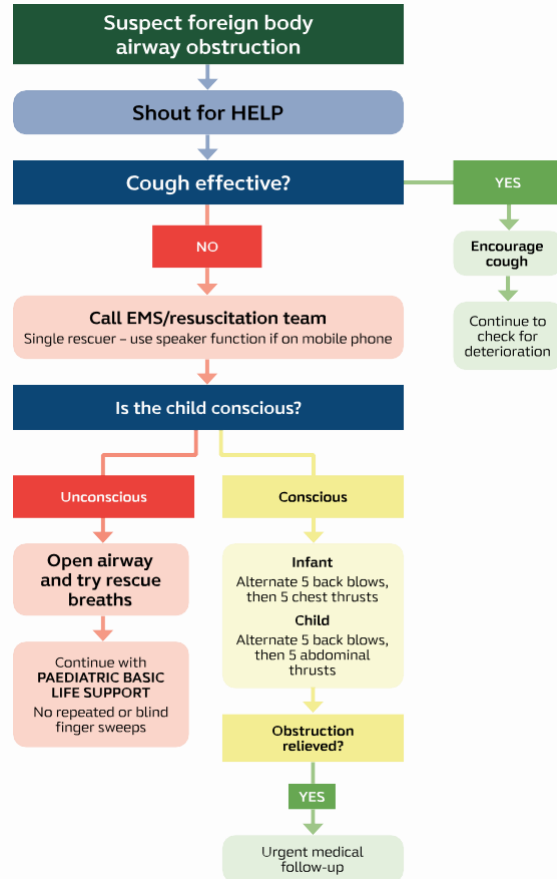 Suspect foreign body
airway obstruction
Shout for HELP
Cough effective?
YES
NO
Encourage
cough
Call EMS/resuscitation team
Single rescuer – use speaker function if on mobile phone
Continue to
check for
deterioration
Is the child conscious?
Unconscious
Conscious
Open airway
and try rescue
breaths
Continue with
PAEDIATRIC BASIC
LIFE SUPPORT
No repeated or blind
finger sweeps
Infant
Alternate 5 back blows,
then 5 chest thrusts
Child
Alternate 5 back blows,
then 5 abdominal
thrusts
Obstruction
relieved?
YES
Urgent medical
follow-up